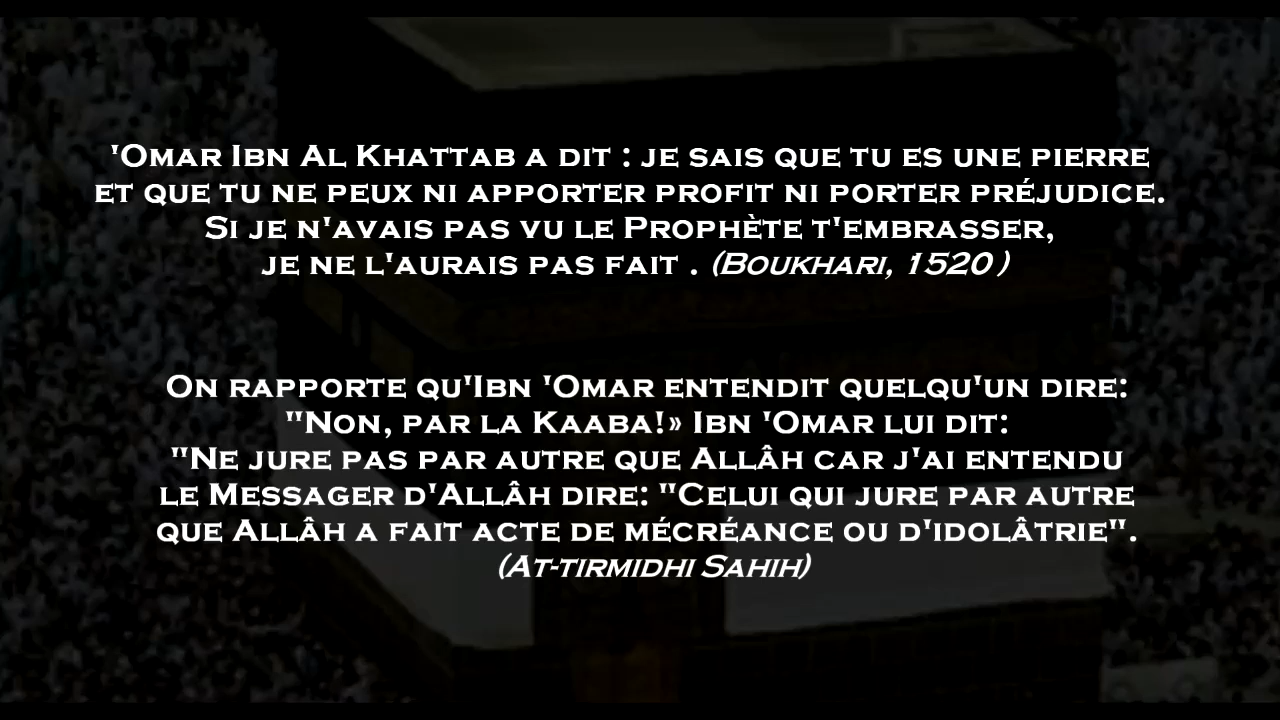 'Omar Ibn Al Khattab a dit : je sais que tu es une pierre
et que tu ne peux ni apporter profit ni porter préjudice.
Si je n'avais pas vu le Prophète t'embrasser,
je ne l'aurais pas fait . (Boukhari, 1520 )
On rapporte qu'Ibn 'Omar entendit quelqu'un dire:
"Non, par la Kaaba!» Ibn 'Omar lui dit:
"Ne jure pas par autre que Allâh car j'ai entendu
le Messager d'Allâh dire: "Celui qui jure par autre
que Allâh a fait acte de mécréance ou d'idolâtrie".
(At-tirmidhi Sahih)